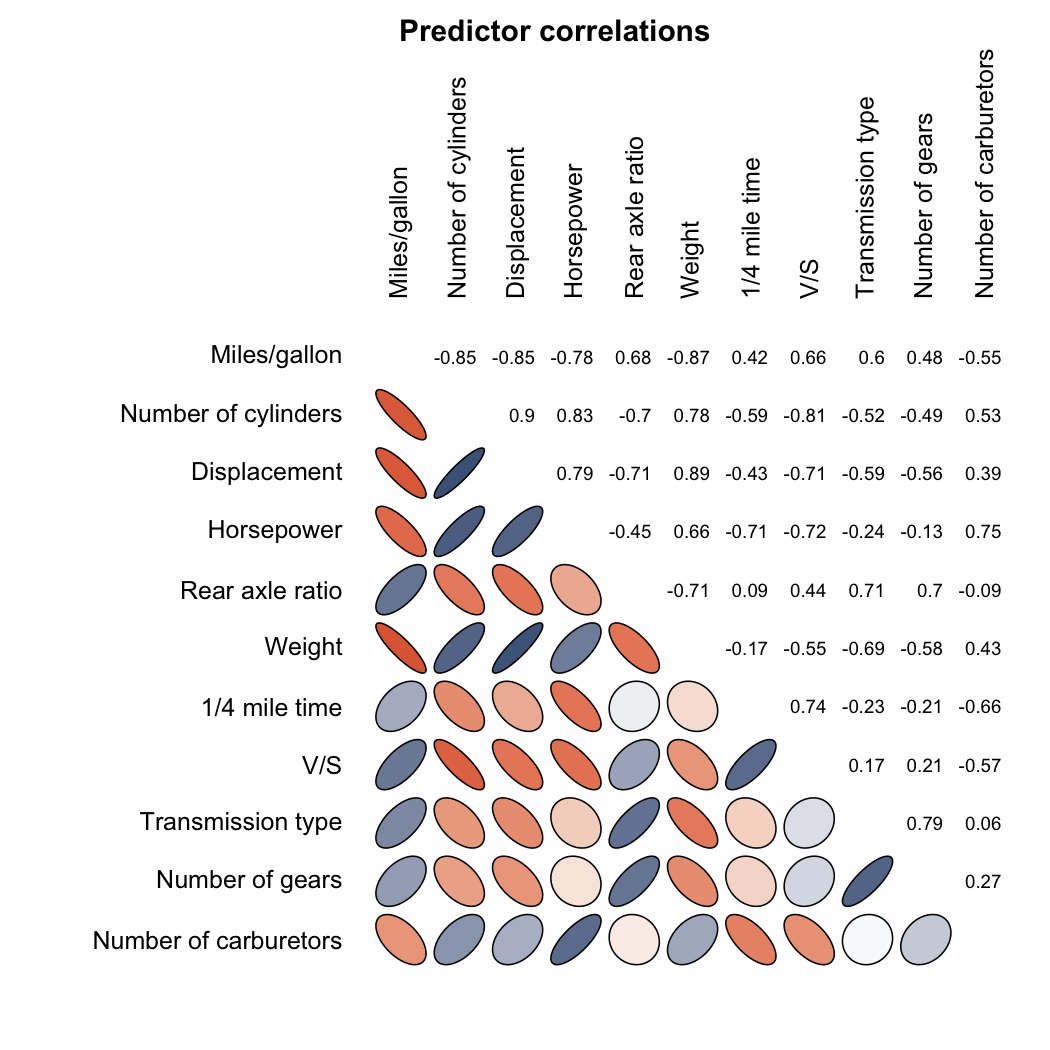 Predictor correlations
Miles/gallon
Number of cylinders
Displacement
Horsepower
Rear axle ratio
Weight
1/4 mile time
V/S
Transmission type
Number of gears
Number of carburetors
Miles/gallon -0.85 -0.85 -0.78 0.68 -0.87 0.42 0.66 0.6 0.48 -0.55
Number of cylinders 0.9 0.83 -0.7 0.78 -0.59 -0.81 -0.52 -0.49 0.53
Displacement 0.79 -0.71 0.89 -0.43 -0.71 -0.59 -0.56 0.39
Horsepower -0.45 0.66 -0.71 -0.72 -0.24 -0.13 0.75
Rear axle ratio -0.71 0.09 0.44 0.71 0.7 -0.09
Weight -0.17 -0.55 -0.69 -0.58 0.43
1/4 mile time 0.74 -0.23 -0.21 -0.66
V/S 0.17 0.21 -0.57
Transmission type 0.79 0.06
Number of gears 0.27
Number of carburetors